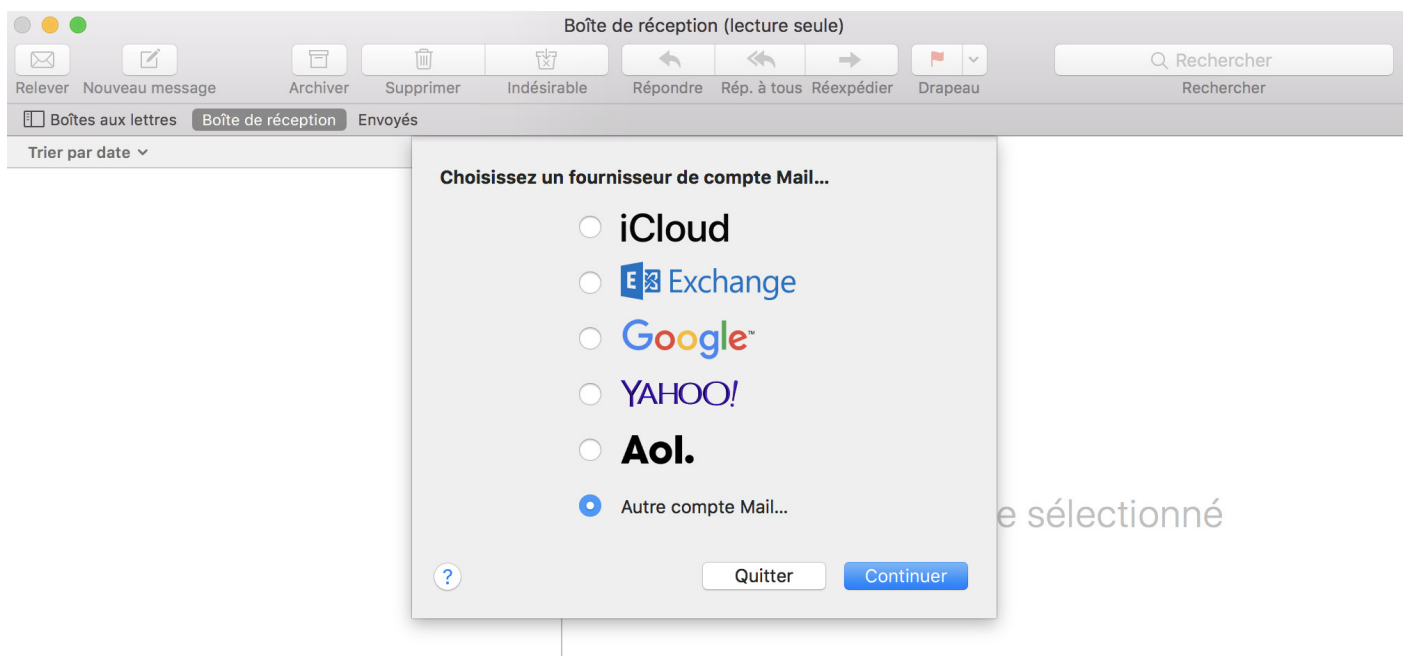 Boîte de réception (lecture seule)
Rechercher
Relever Nouveau message Archiver Supprimer Indésirable Répondre Rép. à tous Réexpédier Drapeau Rechercher
Boîtes aux lettres Boîte de réception Envoyés
Trier par date
Choisissez un fournisseur de compte Mail...
iCloud
E Exchange
Google™
YAHOO!
Aol.
Autre compte Mail...
e sélectionné
? Quitter Continuer